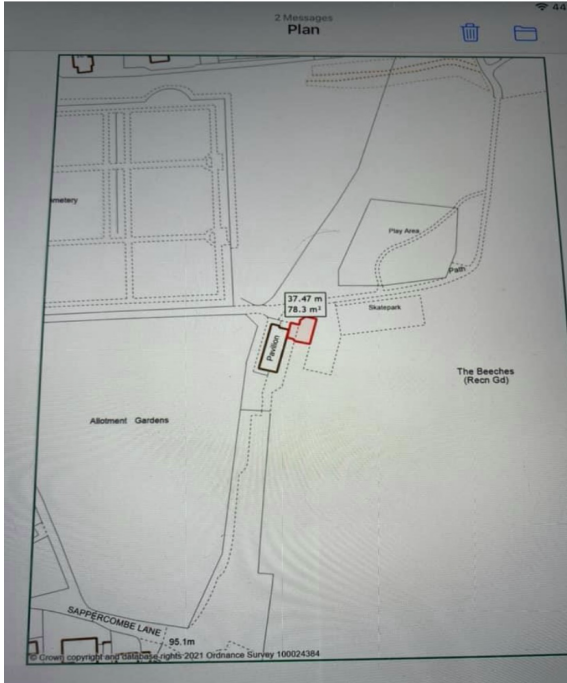 44
2 Messages
Plan
emetery
Play Area
Path
37.47 m
78.3 m²
Skatepark
Pavilion
The Beeches
(Recn Gd)
Allotment Gardens
SAPPERCOMBE LANE
95.1m
© Crown copyright and database rights 2021 Ordnance Survey 100024384